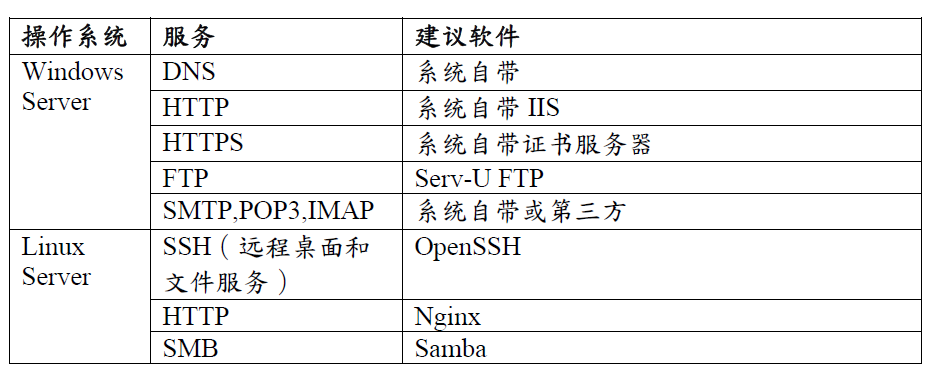 操作系统 服务 建议软件
Windows Server DNS 系统自带
HTTP 系统自带 IIS
HTTPS 系统自带证书服务器
FTP Serv-U FTP
SMTP,POP3,IMAP 系统自带或第三方
Linux Server SSH（远程桌面和 OpenSSH
文件服务）
HTTP Nginx
SMB Samba